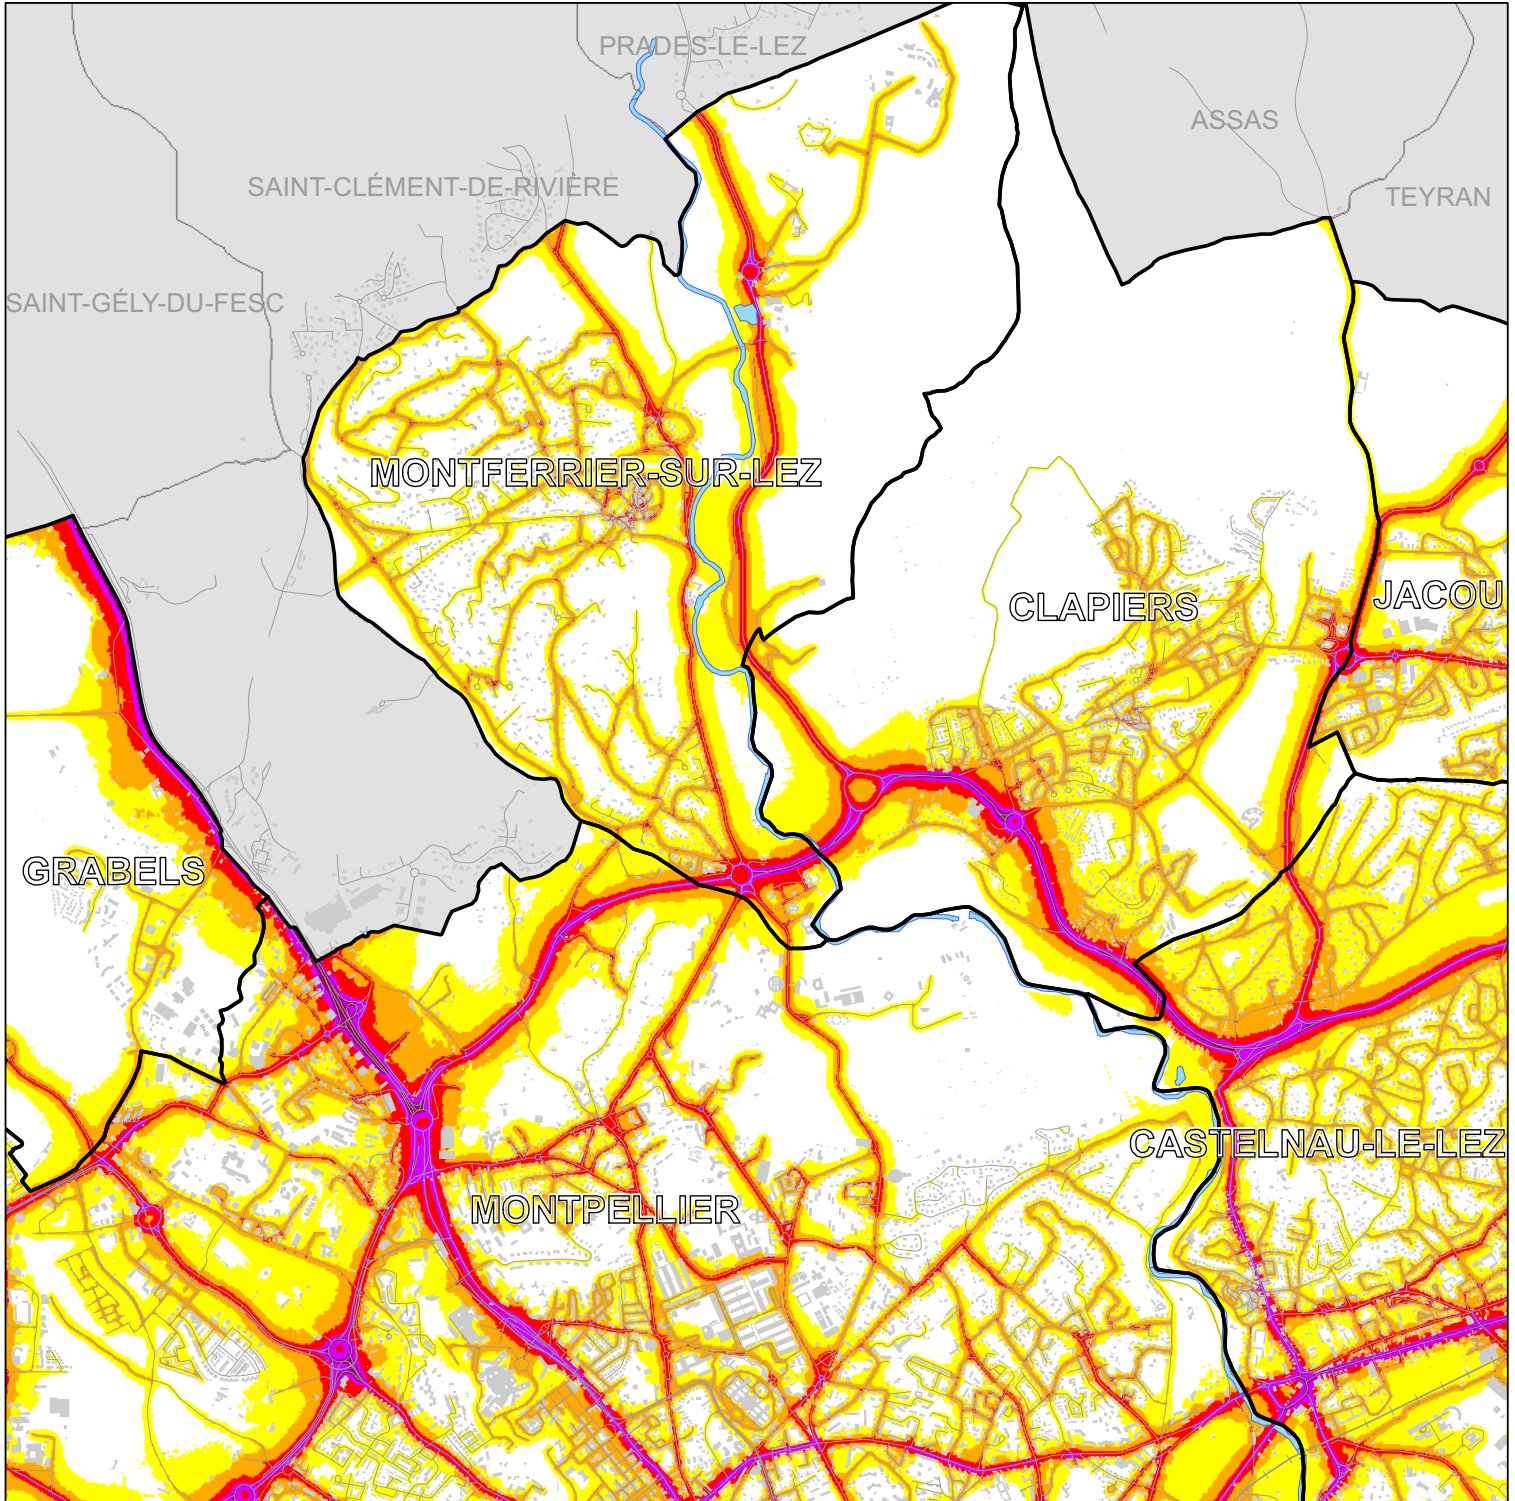 PRADES-LE-LEZ
ASSAS
SAINT-CLÉMENT-DE-RIVIÈRE
TEYRAN
SAINT-GÉLY-DU-FESC
MONTFERRIER-SUR-LEZ
JACOU
CLAPIERS
GRABELS
CASTELNAU-LE-LEZ
MONTPELLIER